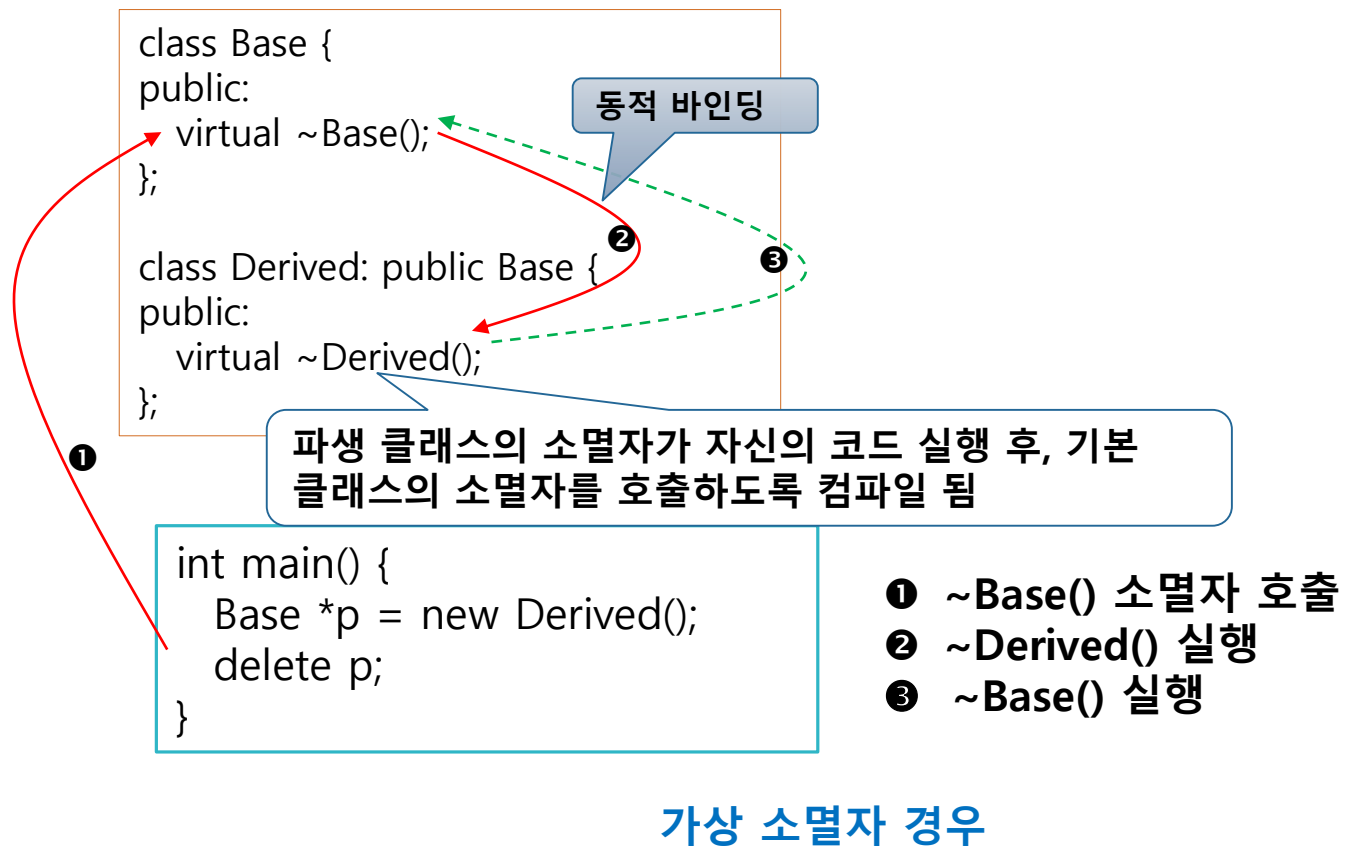 class Base {
public:
virtual ~Base();
};
동적 바인딩
❷
❸
class Derived: public Base {
public:
virtual ~Derived();
};
❶
파생 클래스의 소멸자가 자신의 코드 실행 후, 기본
클래스의 소멸자를 호출하도록 컴파일 됨
int main() {
Base *p = new Derived();
delete p;
}
❶ ~Base() 소멸자 호출
❷ ~Derived() 실행
❸ ~Base() 실행
가상 소멸자 경우